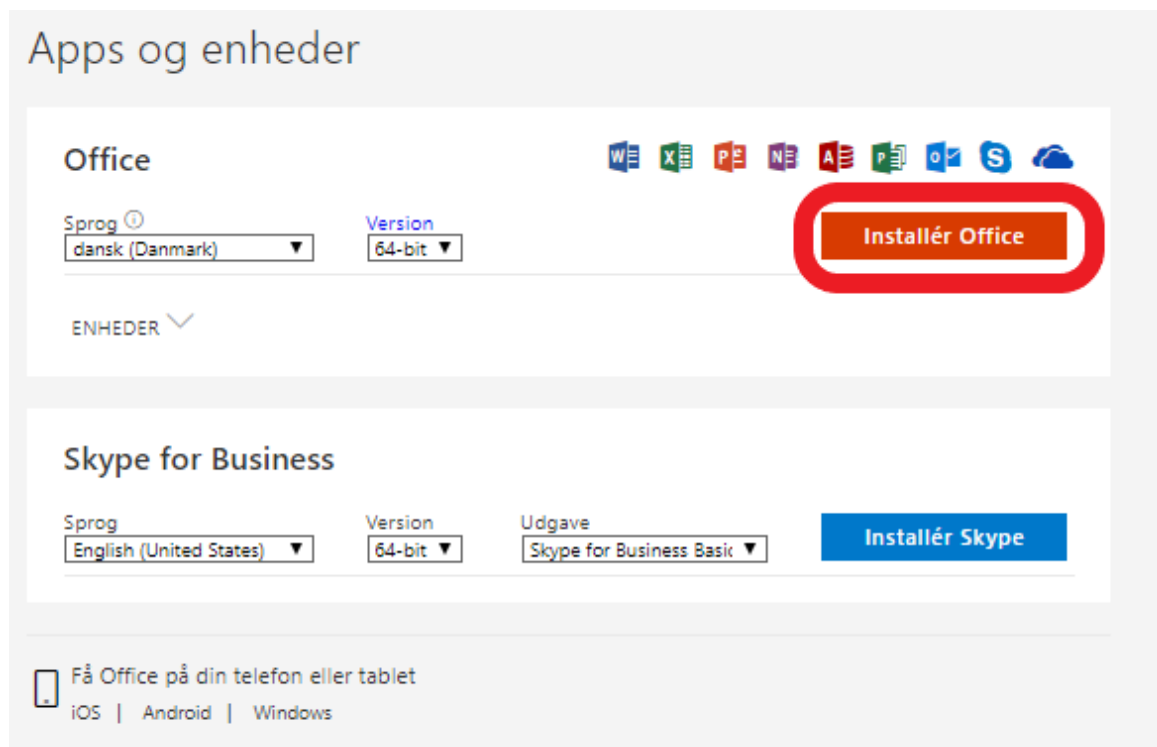 Apps og enheder
Office
Sprog
Version
dansk (Danmark)
64-bit
Installér Office
ENHEDER
Skype for Business
Sprog
Version
Udgave
English (United States)
64-bit
Skype for Business Basic
Installér Skype
Få Office på din telefon eller tablet
iOS | Android | Windows